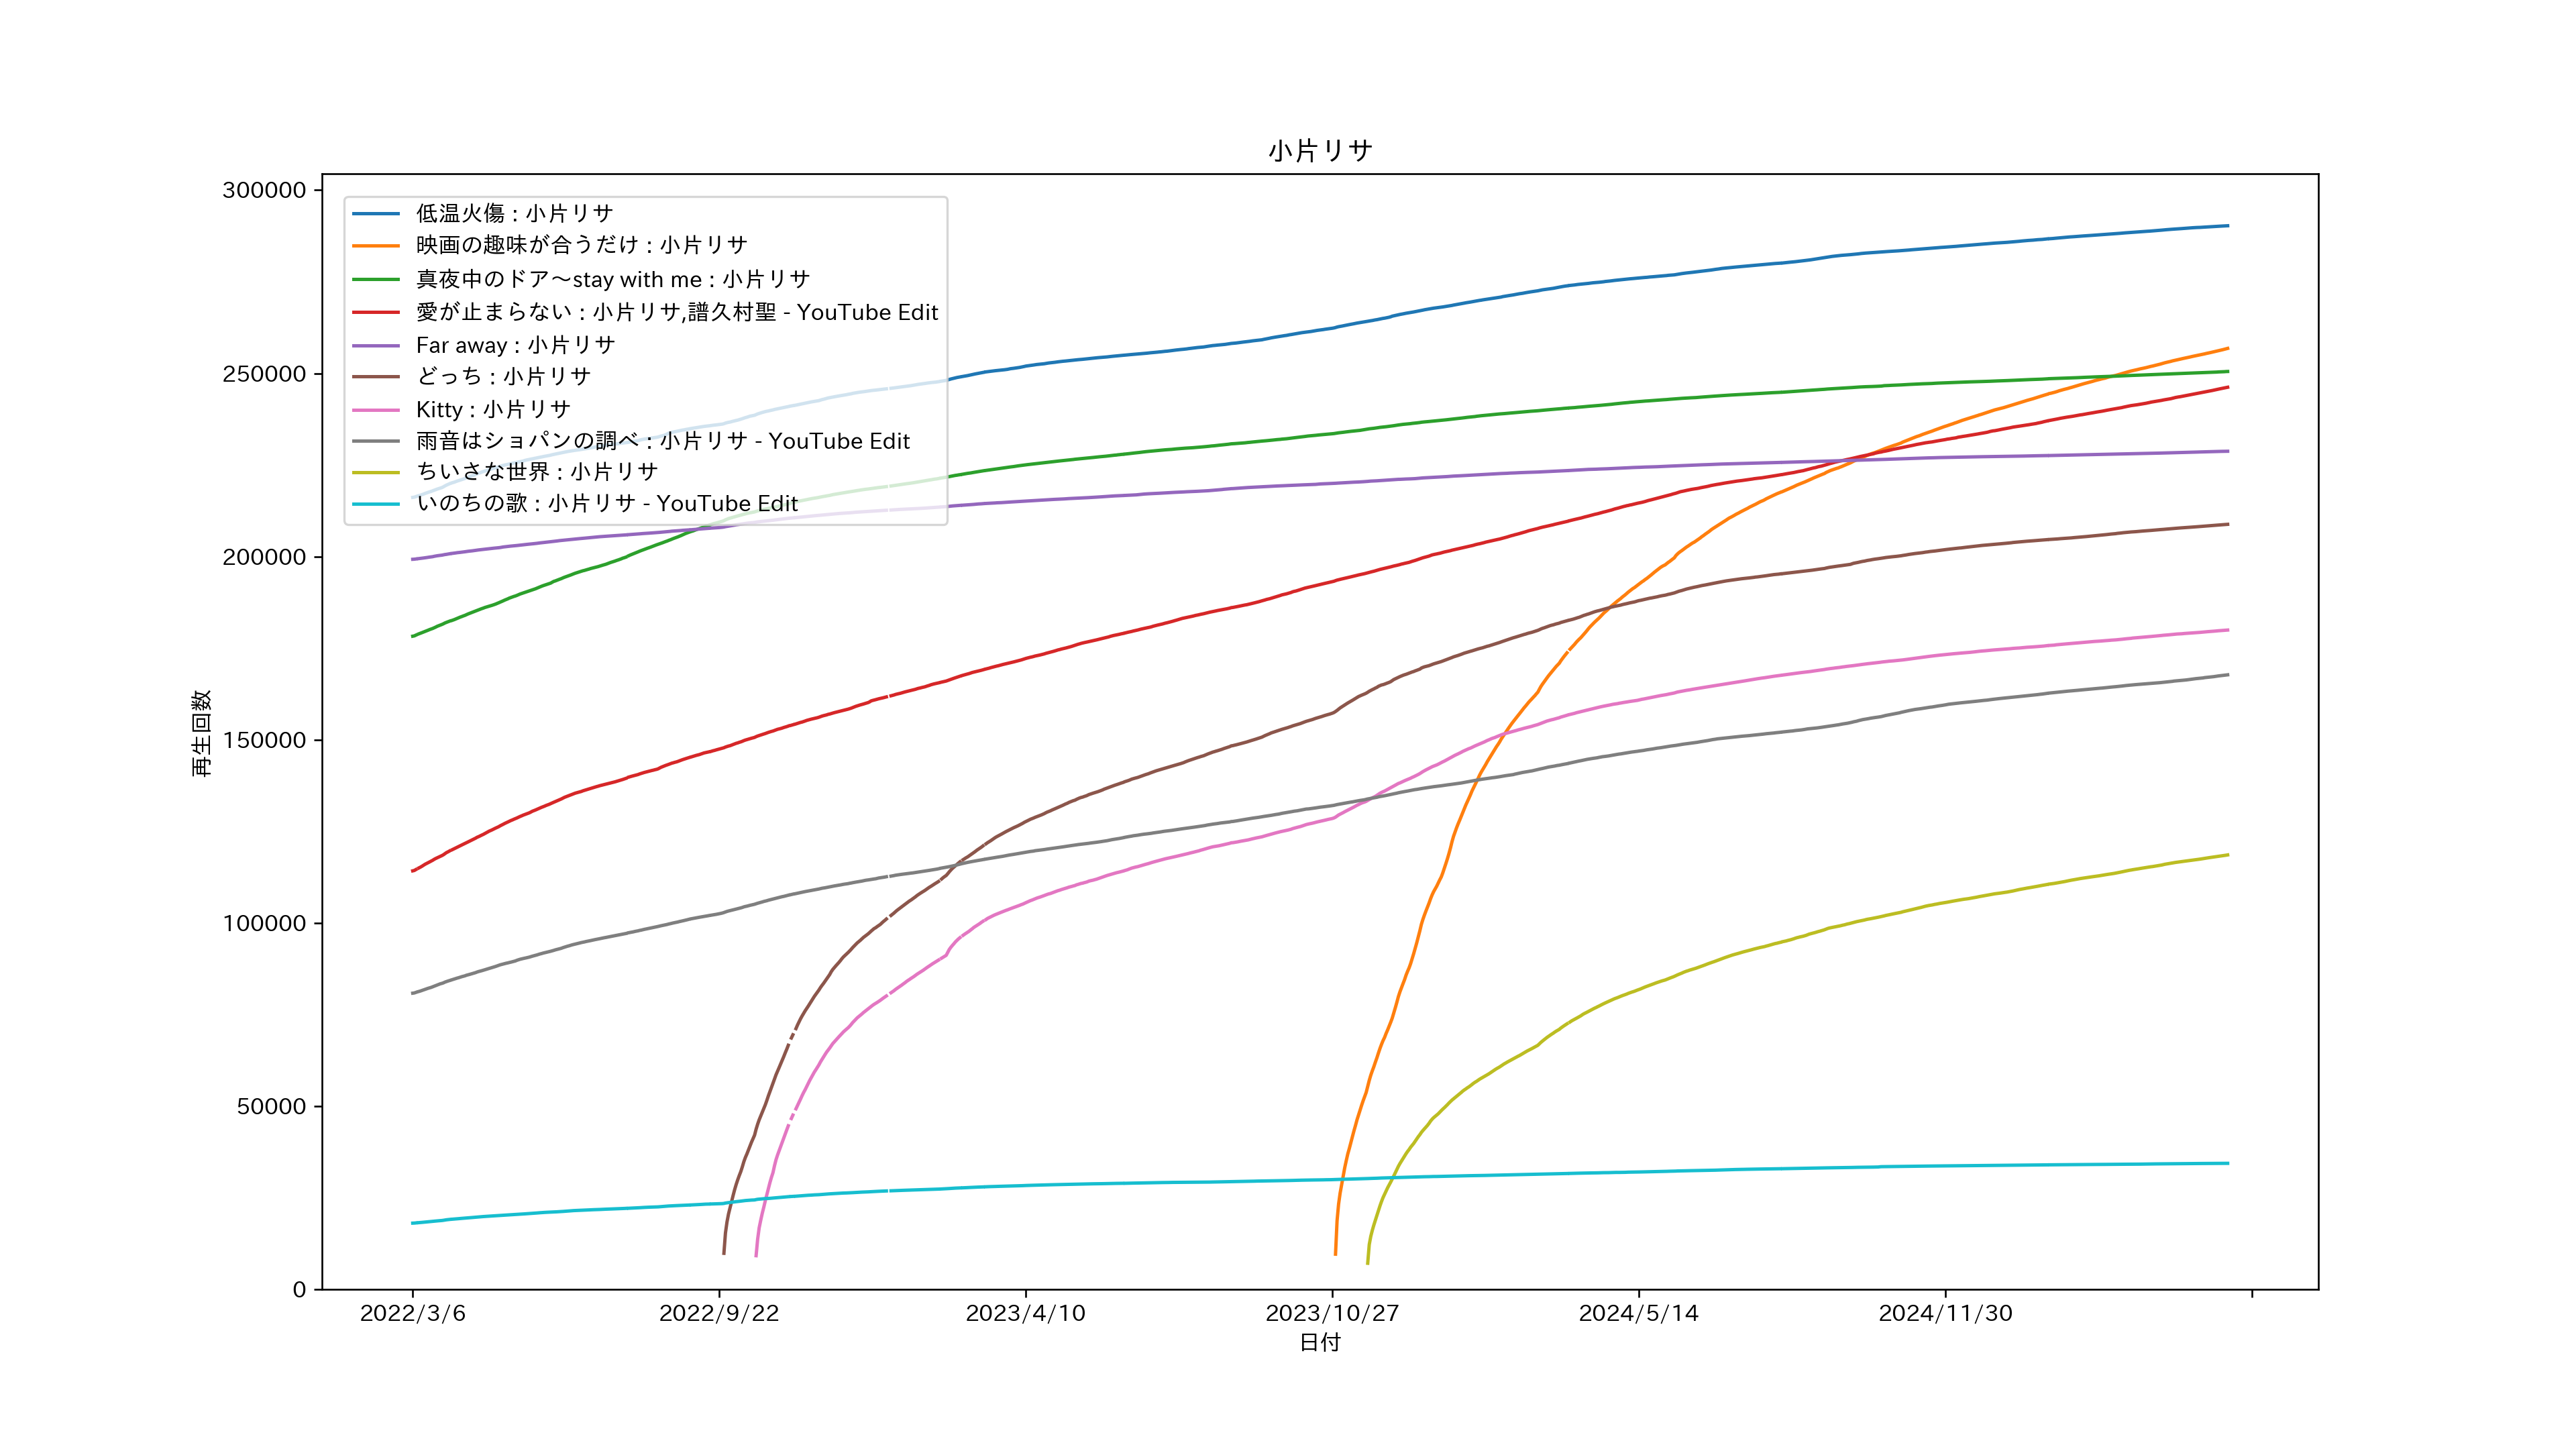 小片リサ
300000
250000
200000
150000
100000
50000
0
再生回数
低温火傷 : 小片リサ
映画の趣味が合うだけ : 小片リサ
真夜中のドア〜stay with me : 小片リサ
愛が止まらない : 小片リサ,譜久村聖 - YouTube Edit
Far away : 小片リサ
どっち : 小片リサ
Kitty : 小片リサ
雨音はショパンの調べ : 小片リサ - YouTube Edit
ちいさな世界 : 小片リサ
いのちの歌 : 小片リサ - YouTube Edit
2022/3/6 2022/9/22 2023/4/10 2023/10/27 2024/5/14 2024/11/30
日付